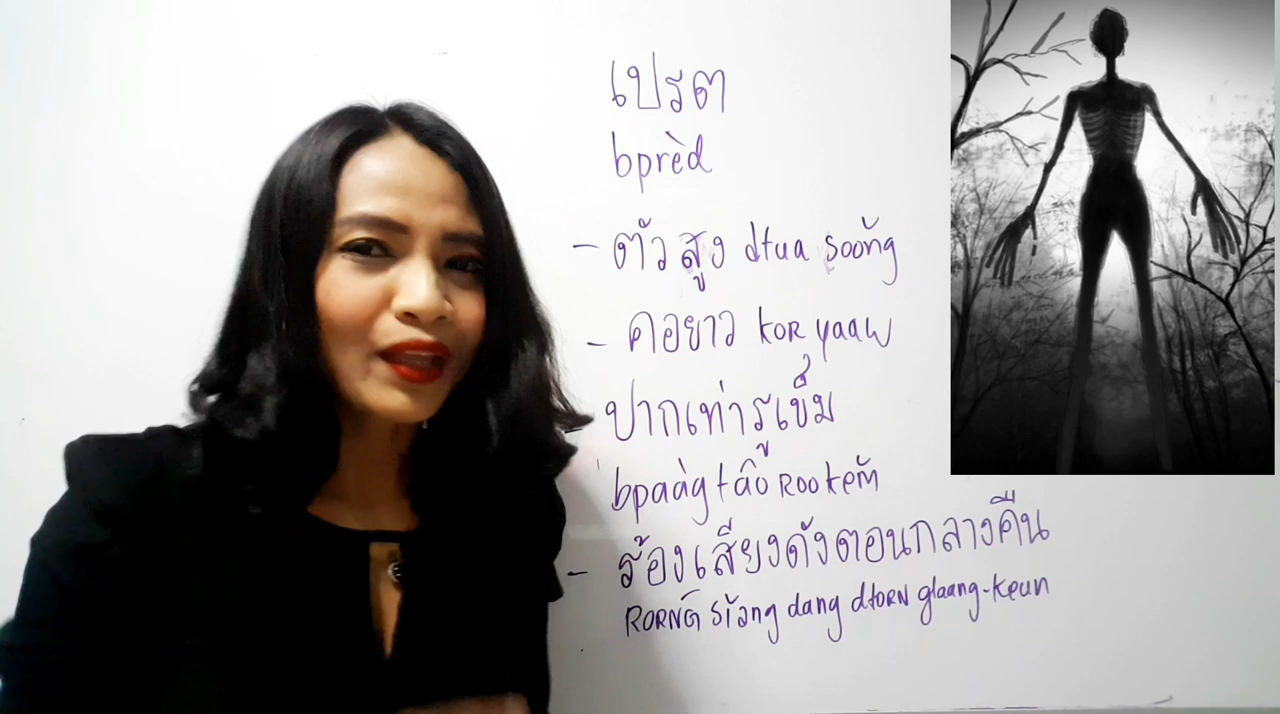 เปรต
bprèd
- ตัวสูง dtua soǒng
- คอยาว kor yaaw
- ปากเท่ารูเข็ม
bpaàg tâo Roo kěm
- ร้องเสียงดังตอนกลางคืน
RORNG sǐang dang dtorn glaang-keun